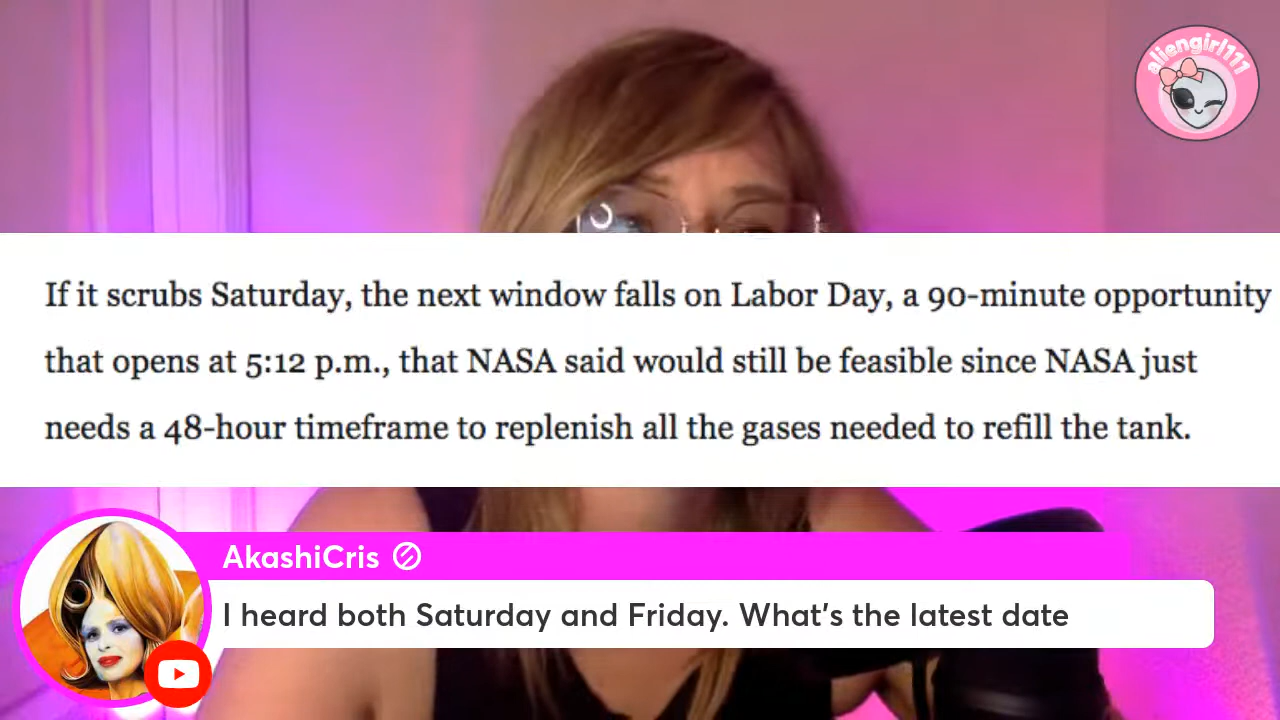 aliengirl111
If it scrubs Saturday, the next window falls on Labor Day, a 90-minute opportunity
that opens at 5:12 p.m., that NASA said would still be feasible since NASA just
needs a 48-hour timeframe to replenish all the gases needed to refill the tank.
AkashiCris
I heard both Saturday and Friday. What's the latest date